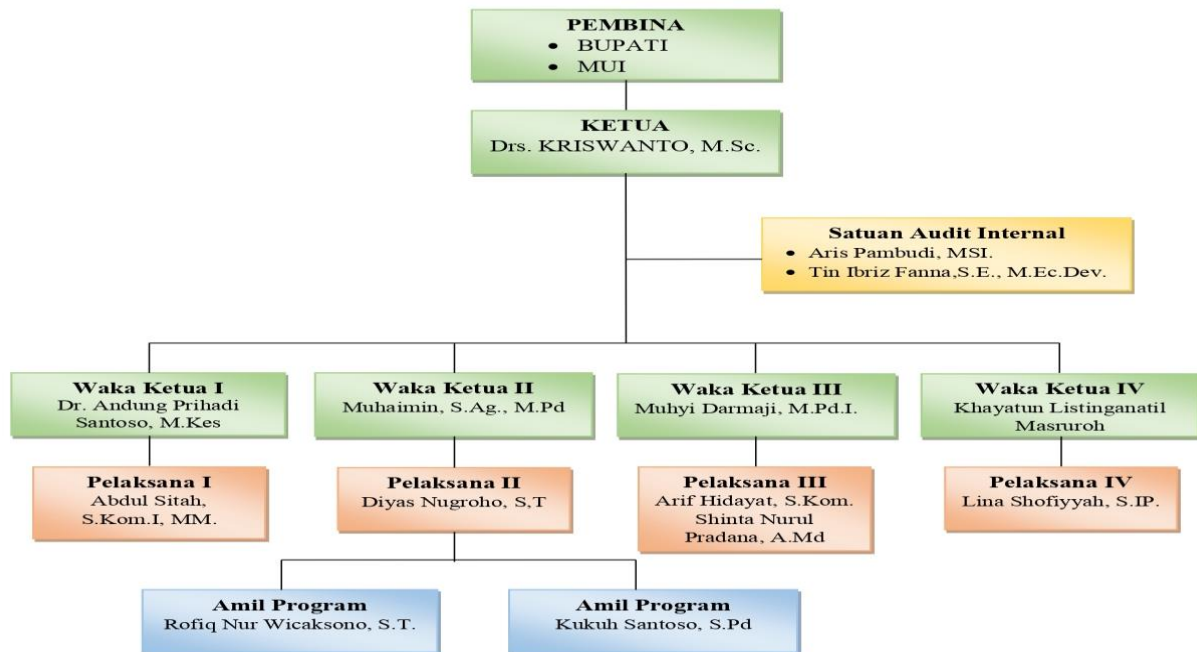 PEMBINA
• BUPATI
• MUI
KETUA
Drs. KRISWANTO, M.Sc.
Satuan Audit Internal
• Aris Pambudi, MSI.
• Tin Ibriz Fanna,S.E., M.Ec.Dev.
Waka Ketua I
Dr. Andung Prihadi
Santoso, M.Kes
Waka Ketua II
Muhaimin, S.Ag., M.Pd
Waka Ketua III
Muhyi Darmaji, M.Pd.I.
Waka Ketua IV
Khayatun Listinganatil
Masruroh
Pelaksana I
Abdul Sitah,
S.Kom.I, MM.
Pelaksana II
Diyas Nugroho, S,T
Pelaksana III
Arif Hidayat, S.Kom.
Shinta Nurul
Pradana, A.Md
Pelaksana IV
Lina Shofiyyah, S.IP.
Amil Program
Rofiq Nur Wicaksono, S.T.
Amil Program
Kukuh Santoso, S.Pd